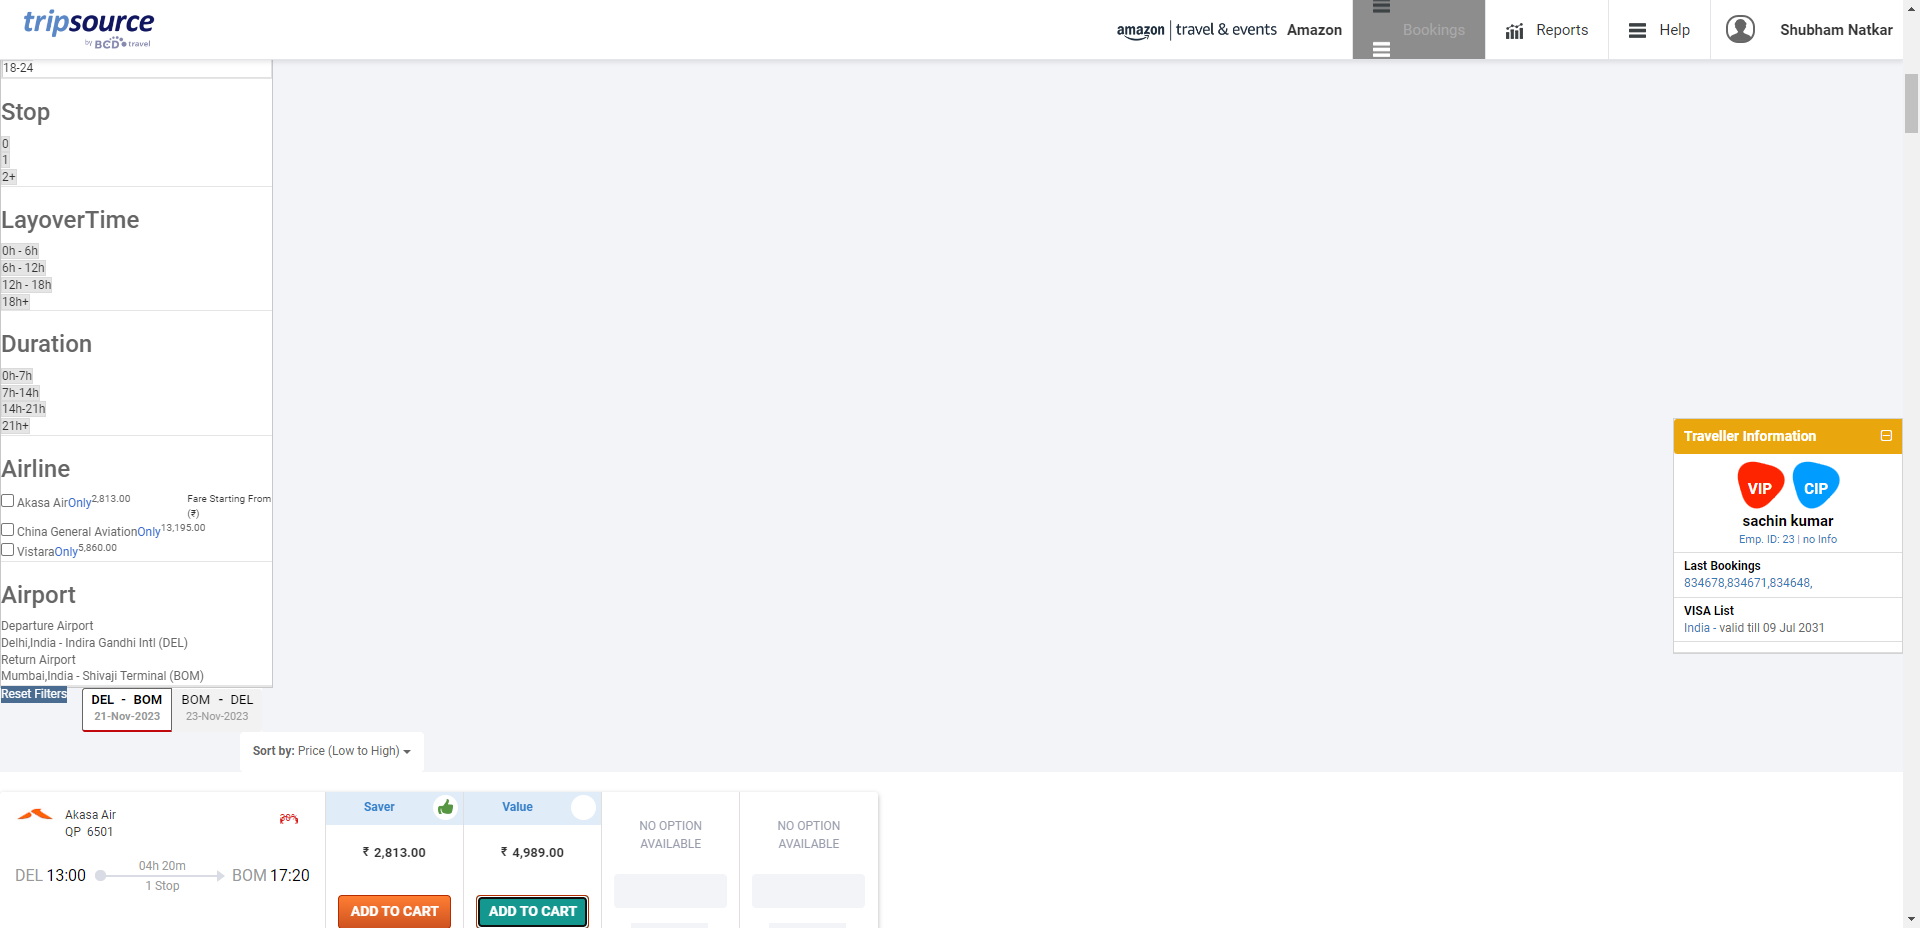 tripsource
by BCD travel
amazon travel & events Amazon
Bookings
Reports
Help
Shubham Natkar
18-24
Stop
0
1
2+
LayoverTime
0h - 6h
6h - 12h
12h - 18h
18h+
Duration
0h-7h
7h-14h
14h-21h
21h+
Airline
Akasa AirOnly2,813.00 Fare Starting From
(₹)
China General AviationOnly13,195.00
VistaraOnly5,860.00
Airport
Departure Airport
Delhi,India - Indira Gandhi Intl (DEL)
Return Airport
Mumbai,India - Shivaji Terminal (BOM)
Reset Filters
DEL - BOM
21-Nov-2023
BOM - DEL
23-Nov-2023
Sort by: Price (Low to High)
Akasa Air
QP 6501
DEL 13:00
04h 20m
1 Stop
BOM 17:20
Saver
₹ 2,813.00
ADD TO CART
Value
₹ 4,989.00
ADD TO CART
NO OPTION
AVAILABLE
NO OPTION
AVAILABLE
Traveller Information
VIP
CIP
sachin kumar
Emp. ID: 23 | no Info
Last Bookings
834678,834671,834648,
VISA List
India - valid till 09 Jul 2031